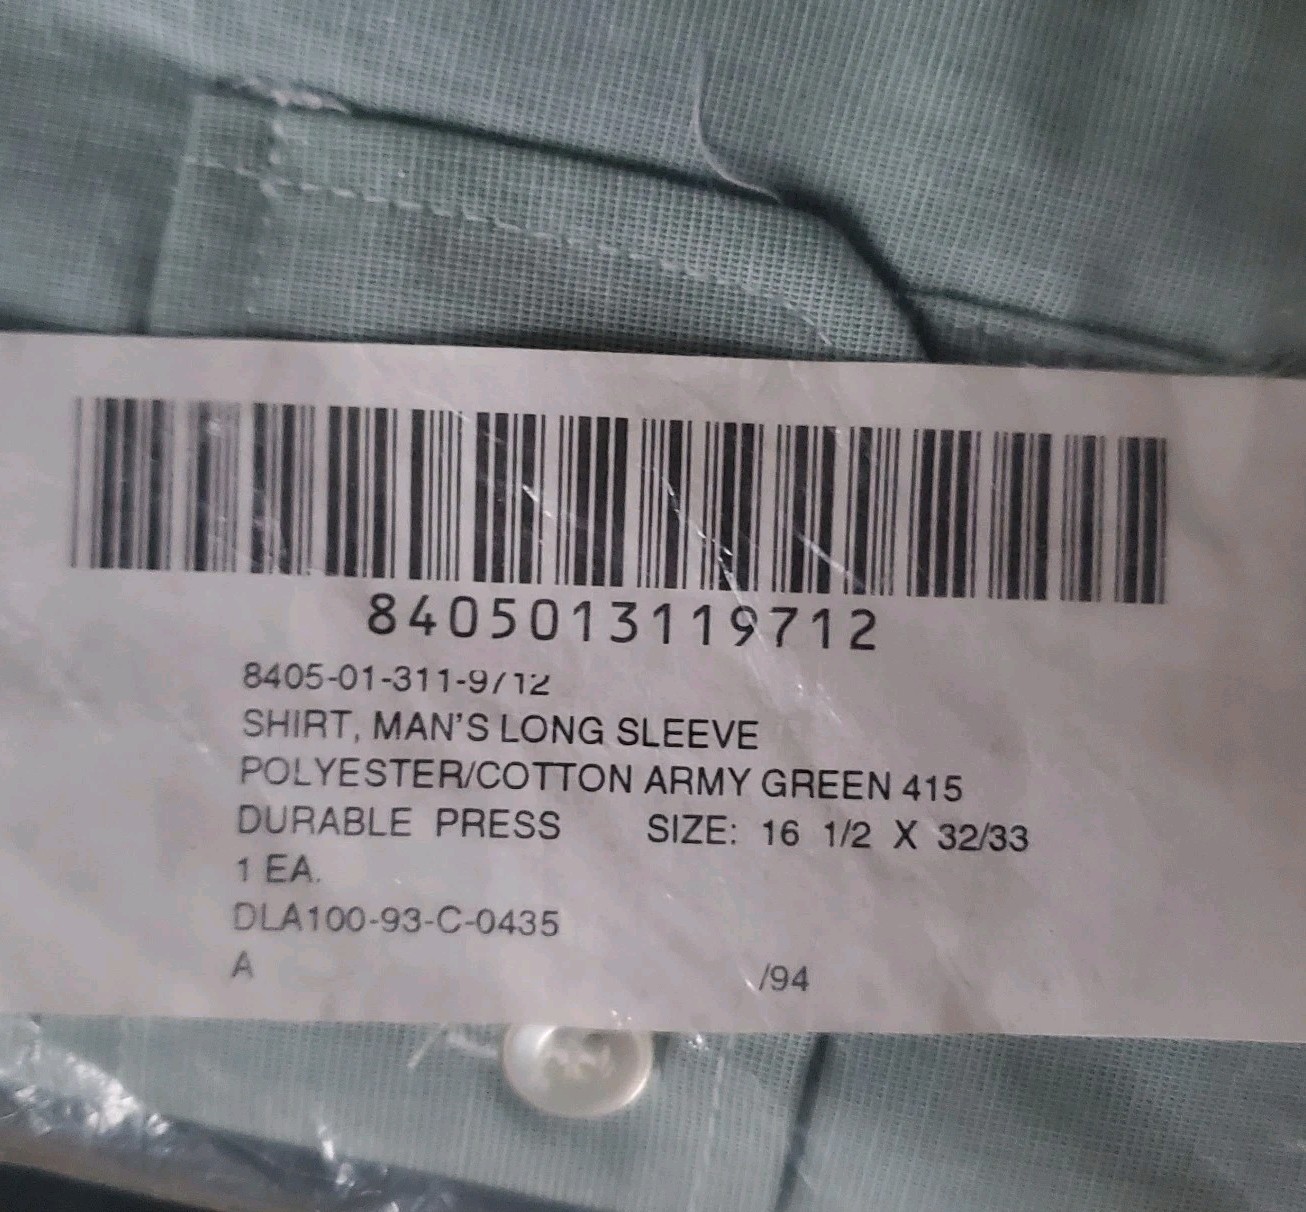 8405013119712
8405-01-311-9712
SHIRT, MAN'S LONG SLEEVE
POLYESTER/COTTON ARMY GREEN 415
DURABLE PRESS SIZE: 16 1/2 X 32/33
1 EA.
DLA100-93-C-0435
A /94